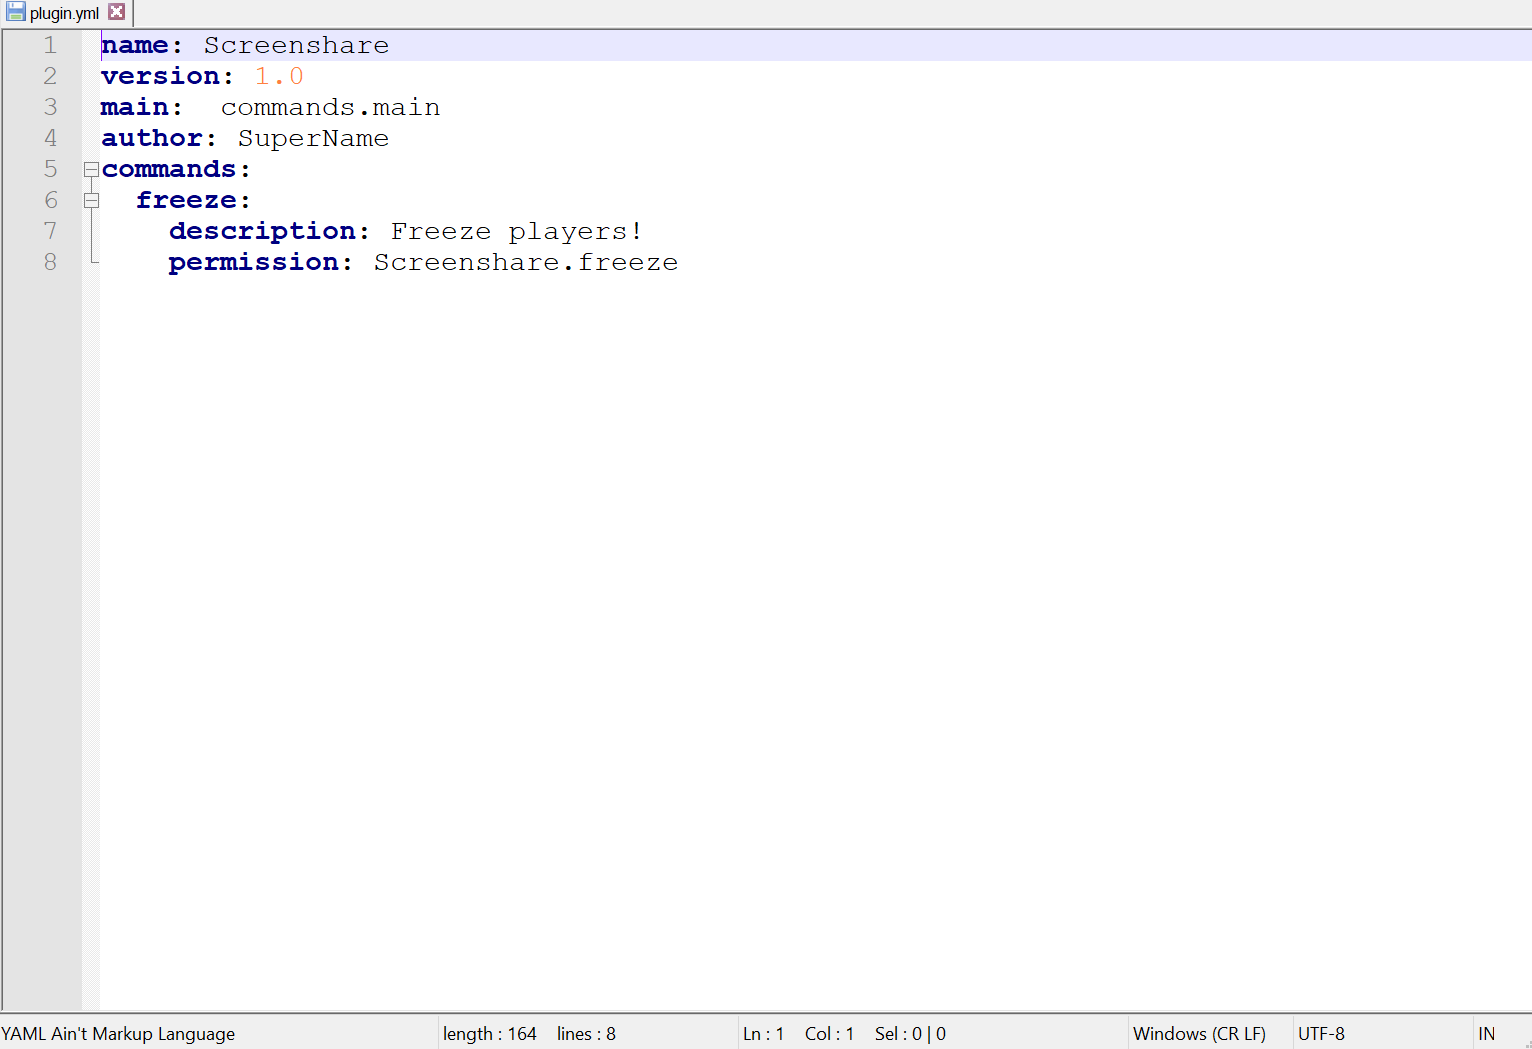 plugin.yml
1 name: Screenshare
2 version: 1.0
3 main:  commands.main
4 author: SuperName
5 commands:
6   freeze:
7     description: Freeze players!
8     permission: Screenshare.freeze
YAML Ain't Markup Language length : 164 lines : 8 Ln : 1 Col : 1 Sel : 0 | 0 Windows (CR LF) UTF-8 IN